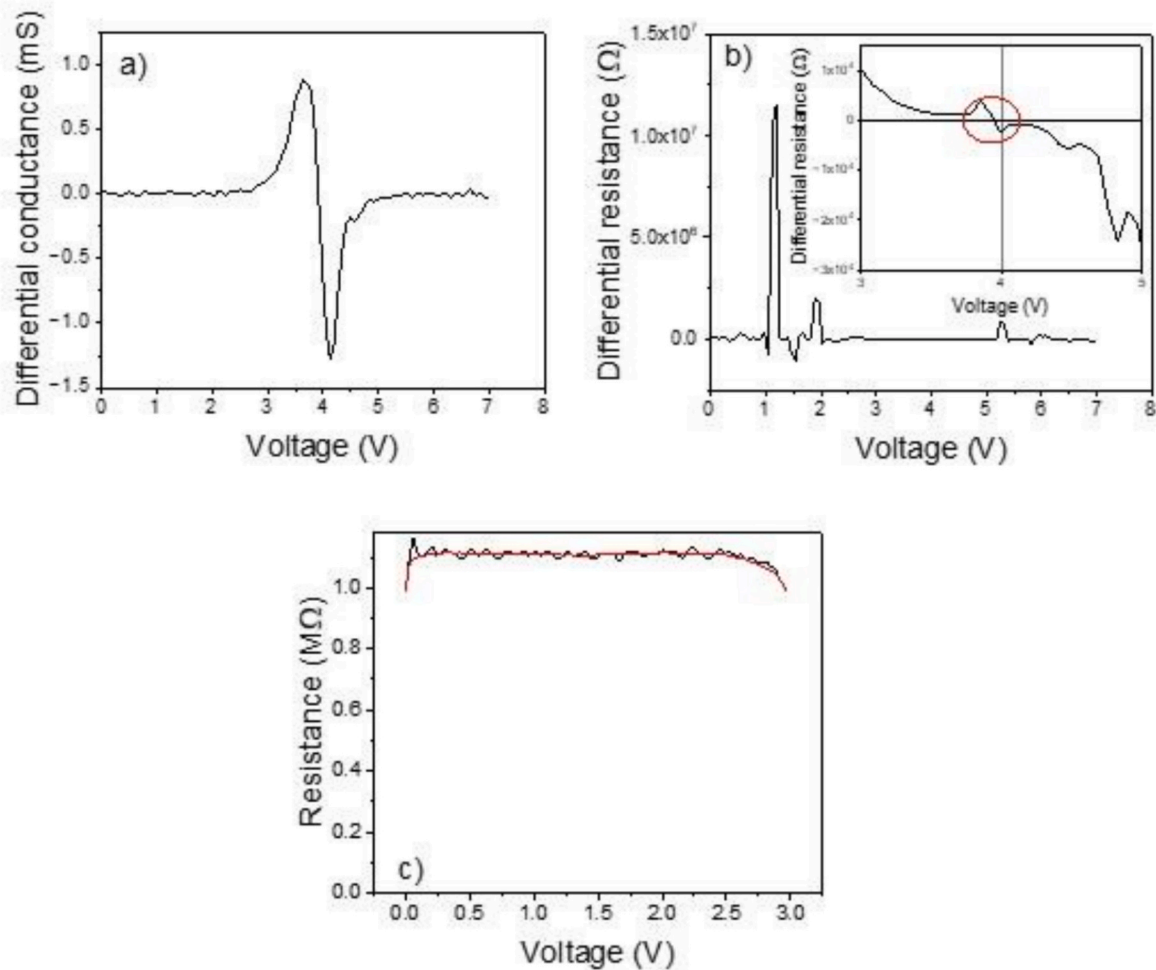 a)
Differential conductance (mS)
1.0
0.5
0.0
−0.5
−1.0
−1.5
0 1 2 3 4 5 6 7 8
Voltage (V)
b)
Differential resistance (Ω)
1.5x10⁷
1.0x10⁷
5.0x10⁶
0.0
0 1 2 3 4 5 6 7 8
Voltage (V)
Differential resistance (Ω)
0
3 4 5
Voltage (V)
c)
Resistance (MΩ)
1.0
0.8
0.6
0.4
0.2
0.0
0.0 0.5 1.0 1.5 2.0 2.5 3.0
Voltage (V)